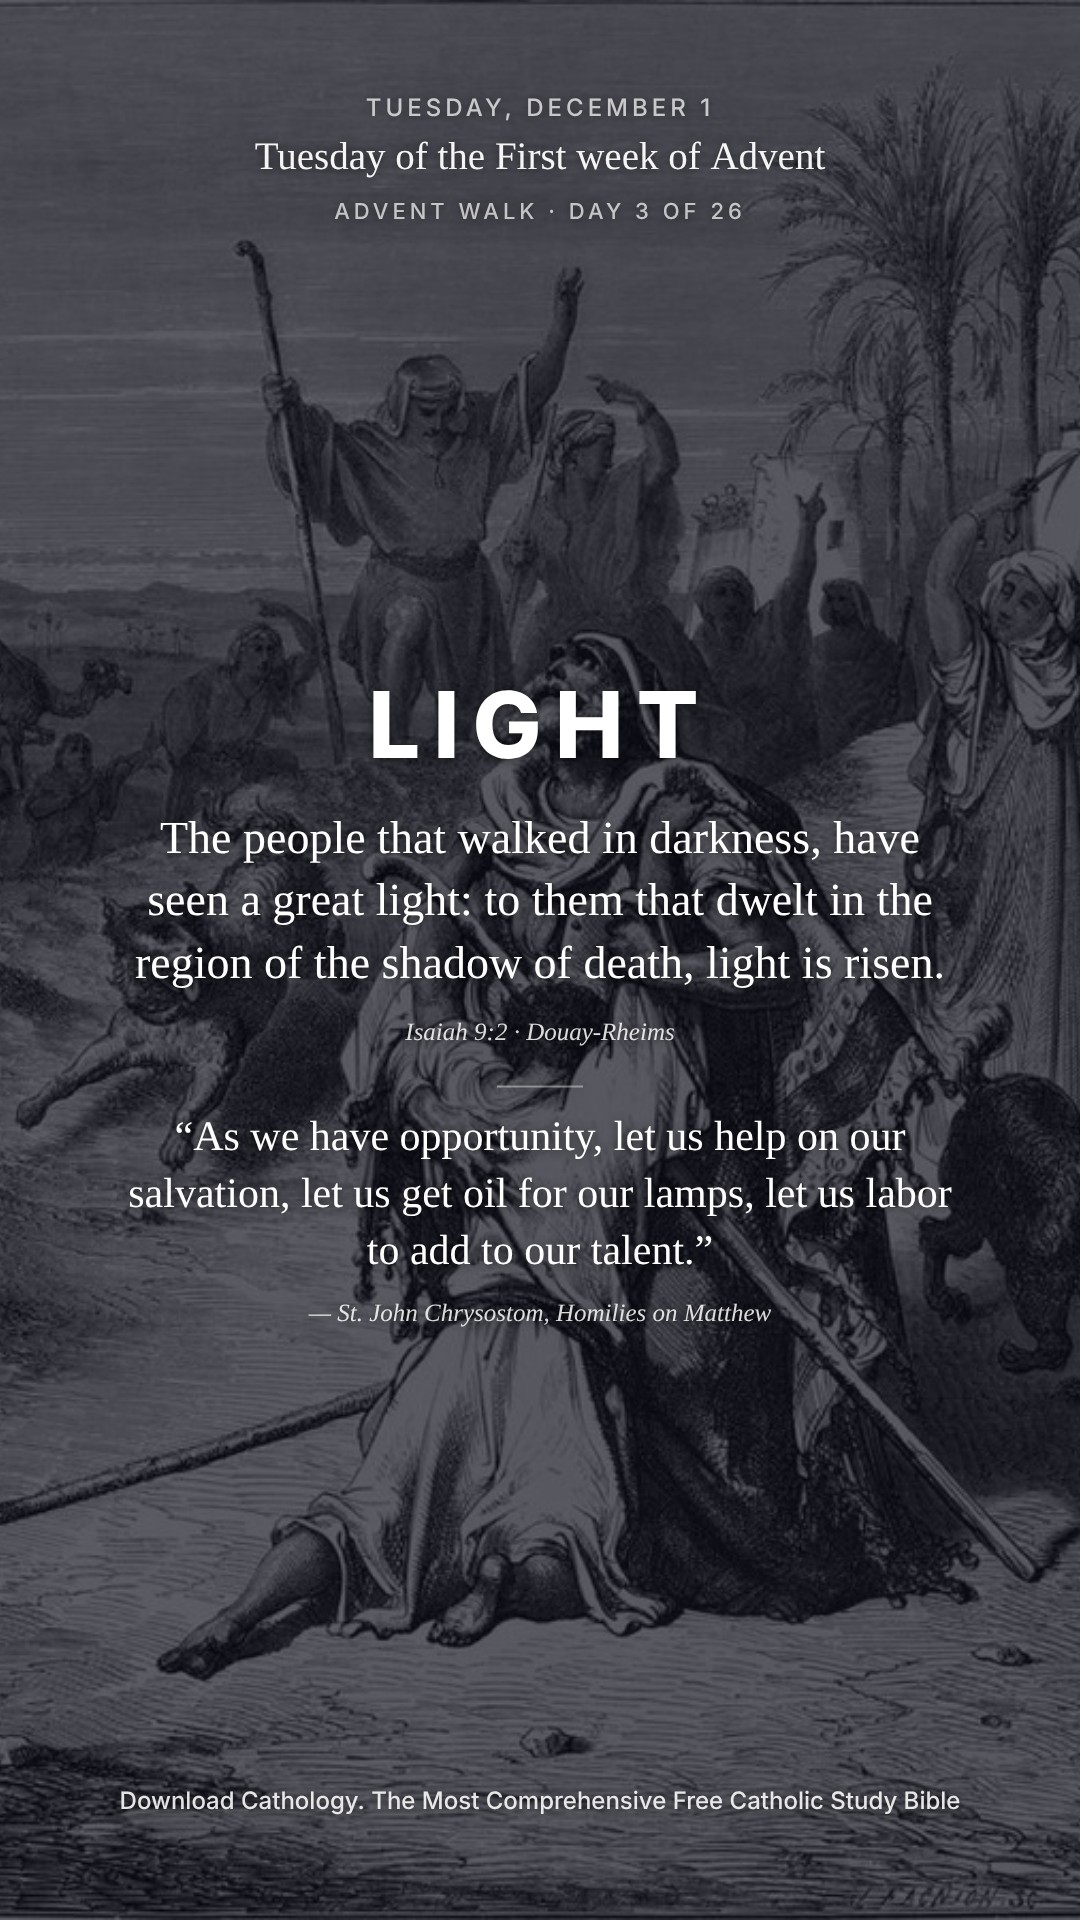 TUESDAY, DECEMBER 1
Tuesday of the First week of Advent
ADVENT WALK · DAY 3 OF 26
LIGHT
The people that walked in darkness, have
seen a great light: to them that dwelt in the
region of the shadow of death, light is risen.
Isaiah 9:2 · Douay-Rheims
“As we have opportunity, let us help on our
salvation, let us get oil for our lamps, let us labor
to add to our talent.”
— St. John Chrysostom, Homilies on Matthew
Download Cathology. The Most Comprehensive Free Catholic Study Bible